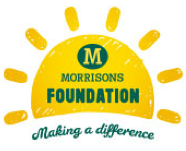 M
MORRISONS
FOUNDATION
Making a difference